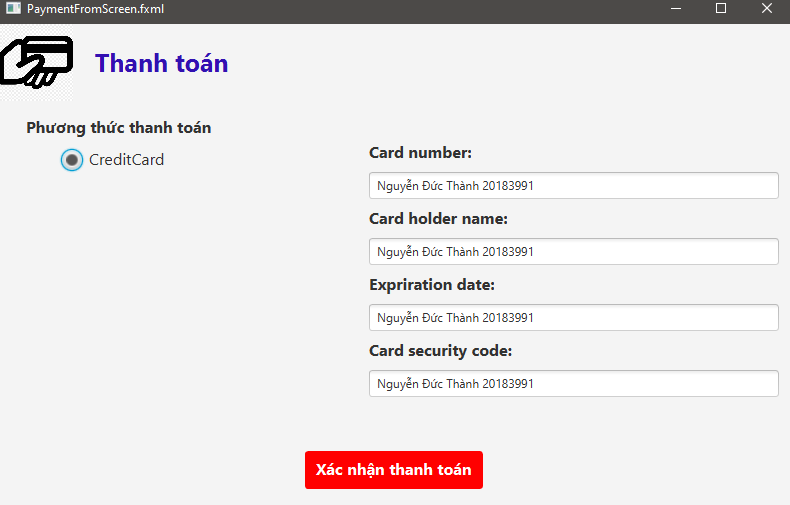 PaymentFromScreen.fxml
Thanh toán
Phương thức thanh toán
CreditCard
Card number:
Nguyễn Đức Thành 20183991
Card holder name:
Nguyễn Đức Thành 20183991
Expriration date:
Nguyễn Đức Thành 20183991
Card security code:
Nguyễn Đức Thành 20183991
Xác nhận thanh toán